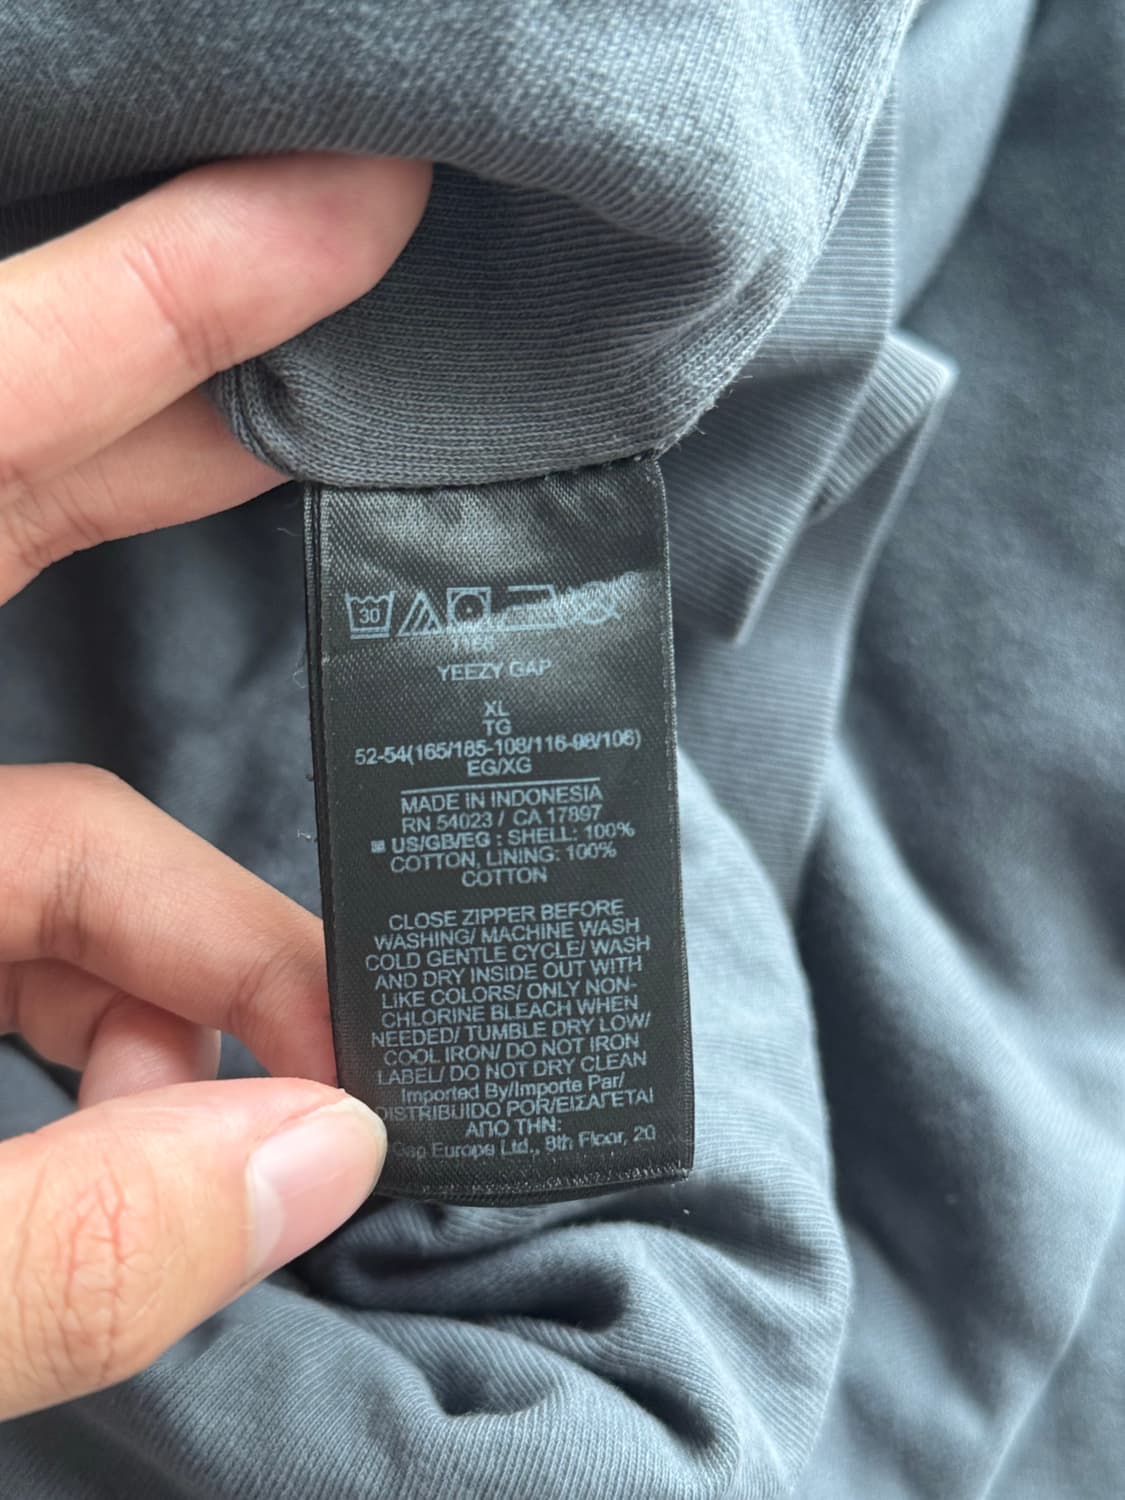 30
YEEZY GAP
XL
TG
52-54(165/185-108/116-98/106)
EG/XG
MADE IN INDONESIA
RN 54023 / CA 17897
US/GB/EG : SHELL: 100%
COTTON, LINING: 100%
COTTON
CLOSE ZIPPER BEFORE
WASHING/ MACHINE WASH
COLD GENTLE CYCLE/ WASH
AND DRY INSIDE OUT WITH
LIKE COLORS/ ONLY NON-
CHLORINE BLEACH WHEN
NEEDED/ TUMBLE DRY LOW/
COOL IRON/ DO NOT IRON
LABEL/ DO NOT DRY CLEAN
Imported By/Importe Par/
DISTRIBUIDO POR/ΕΙΣΑΓΕΤΑΙ
ΑΠΟ ΤΗΝ:
Gap Europe Ltd., 9th Floor, 20